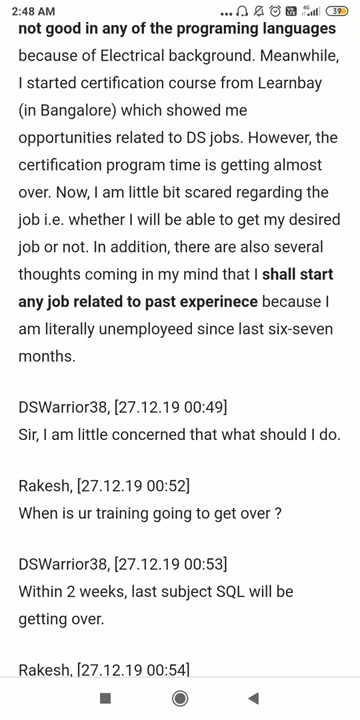 2:48 AM
4G
39
not good in any of the programing languages
because of Electrical background. Meanwhile,
I started certification course from Learnbay
(in Bangalore) which showed me
opportunities related to DS jobs. However, the
certification program time is getting almost
over. Now, I am little bit scared regarding the
job i.e. whether I will be able to get my desired
job or not. In addition, there are also several
thoughts coming in my mind that I shall start
any job related to past experinece because I
am literally unemployeed since last six-seven
months.
DSWarrior38, [27.12.19 00:49]
Sir, I am little concerned that what should I do.
Rakesh, [27.12.19 00:52]
When is ur training going to get over ?
DSWarrior38, [27.12.19 00:53]
Within 2 weeks, last subject SQL will be
getting over.
Rakesh, [27.12.19 00:54]